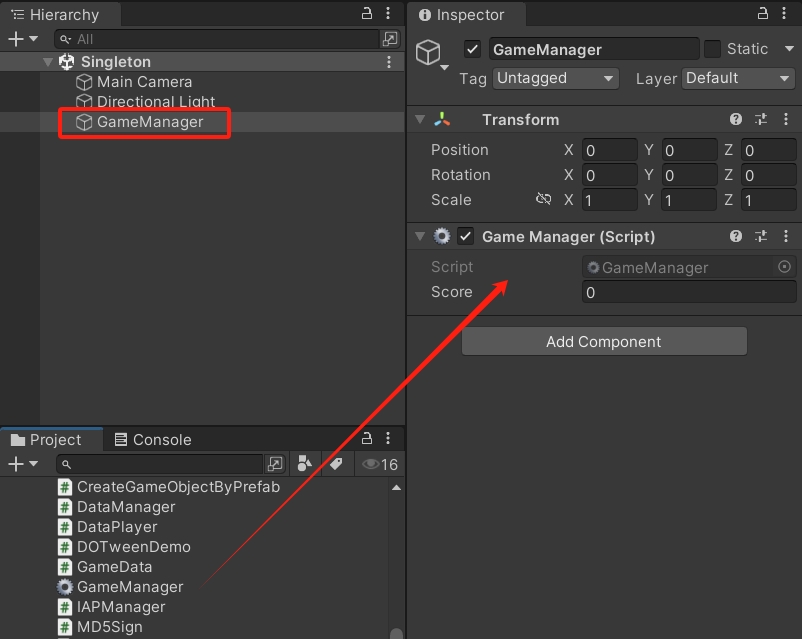 Hierarchy
All
Singleton
Main Camera
Directional Light
GameManager
Inspector
GameManager
Static
Tag Untagged Layer Default
Transform
Position X 0 Y 0 Z 0
Rotation X 0 Y 0 Z 0
Scale X 1 Y 1 Z 1
Game Manager (Script)
Script GameManager
Score 0
Add Component
Project Console
16
CreateGameObjectByPrefab
DataManager
DataPlayer
DOTweenDemo
GameData
GameManager
IAPManager
MD5Sign